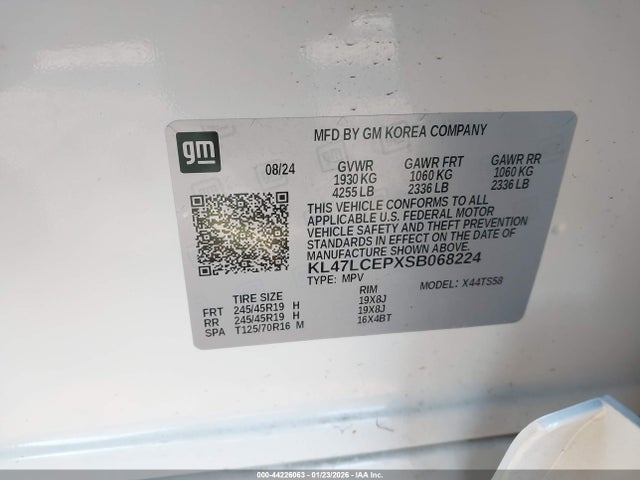 gm
MFD BY GM KOREA COMPANY
08/24 GVWR GAWR FRT GAWR RR
1930 KG 1060 KG 1060 KG
4255 LB 2336 LB 2336 LB
THIS VEHICLE CONFORMS TO ALL
APPLICABLE U.S. FEDERAL MOTOR
VEHICLE SAFETY AND THEFT PREVENTION
STANDARDS IN EFFECT ON THE DATE OF
MANUFACTURE SHOWN ABOVE.
KL47LCEPXSB068224
TYPE: MPV MODEL: X44TS58
TIRE SIZE RIM
FRT 245/45R19 H 19X8J
RR 245/45R19 H 19X8J
SPA T125/70R16 M 16X4BT
000-44226063 - 01/23/2026 - IAAI.COM